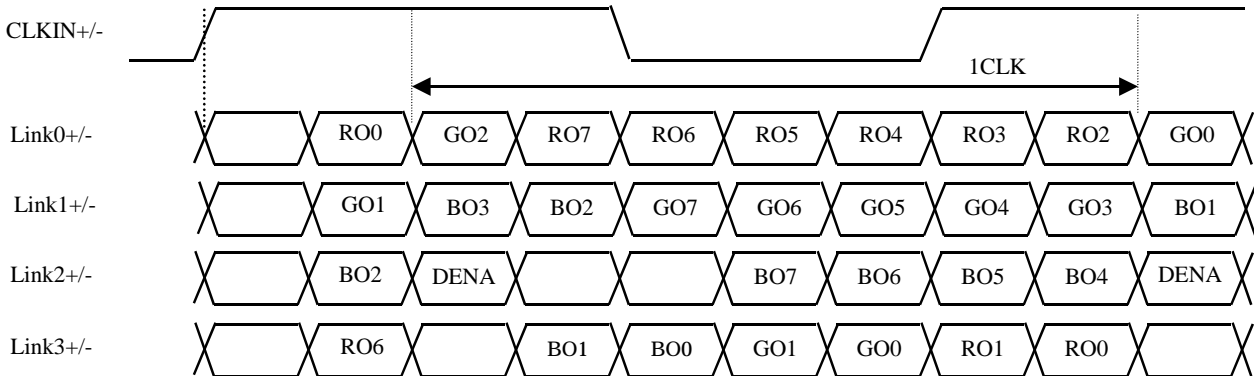 CLKIN+/-
1CLK
Link0+/- RO0 GO2 RO7 RO6 RO5 RO4 RO3 RO2 GO0
Link1+/- GO1 BO3 BO2 GO7 GO6 GO5 GO4 GO3 BO1
Link2+/- BO2 DENA BO7 BO6 BO5 BO4 DENA
Link3+/- RO6 BO1 BO0 GO1 GO0 RO1 RO0